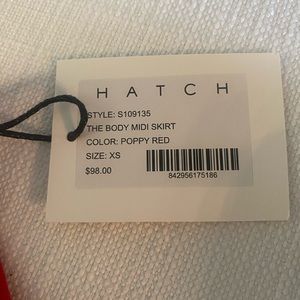 HATCH
STYLE: S109135
THE BODY MIDI SKIRT
COLOR: POPPY RED
SIZE: XS
$98.00
842956175186